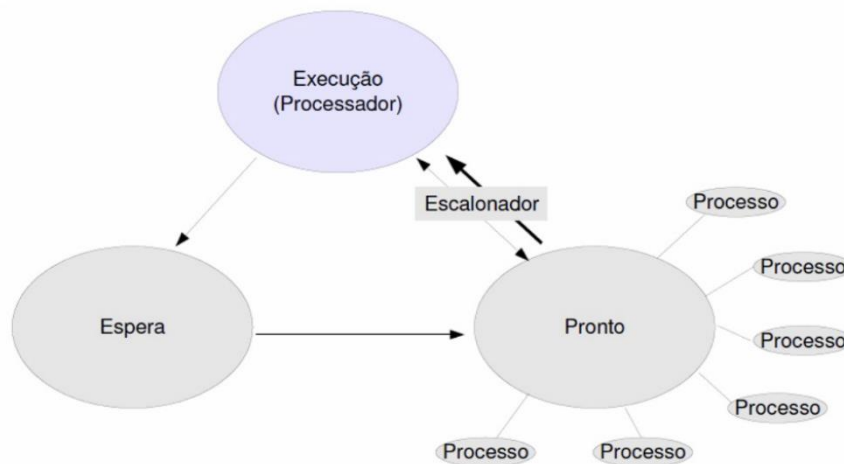 Execução
(Processador)
Escalonador
Processo
Processo
Espera
Pronto
Processo
Processo
Processo
Processo